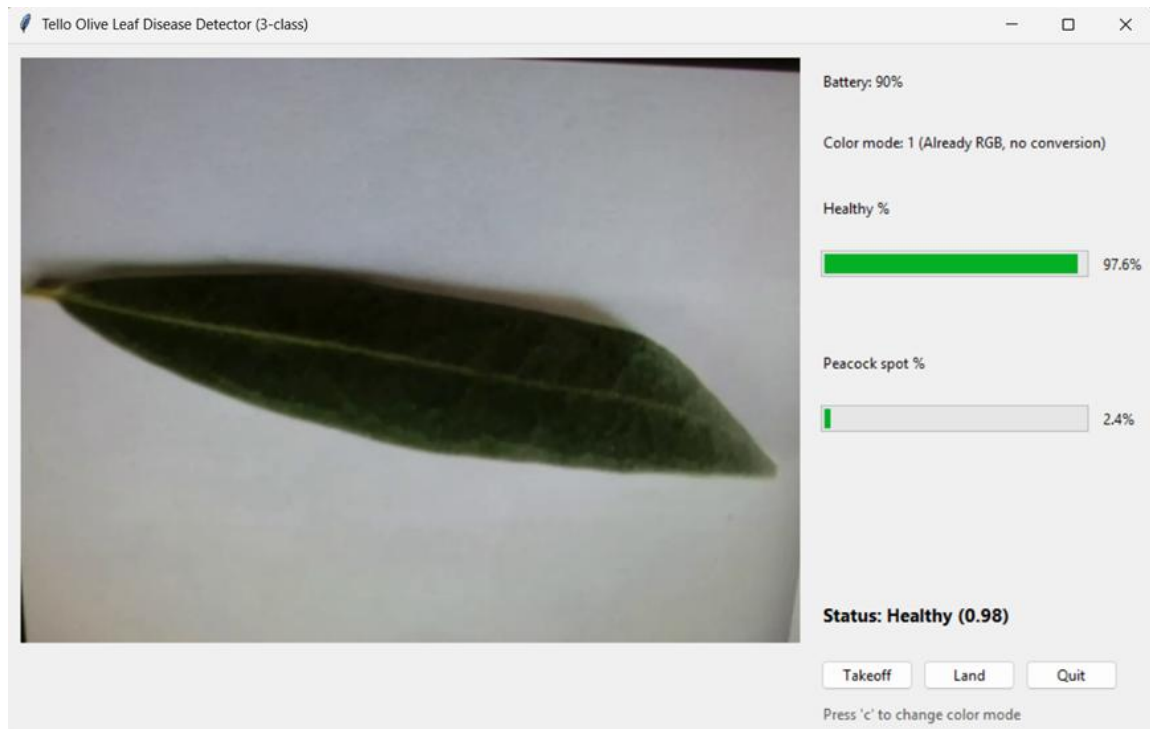 Tello Olive Leaf Disease Detector (3-class)
Battery: 90%
Color mode: 1 (Already RGB, no conversion)
Healthy %
97.6%
Peacock spot %
2.4%
Status: Healthy (0.98)
Takeoff Land Quit
Press 'c' to change color mode